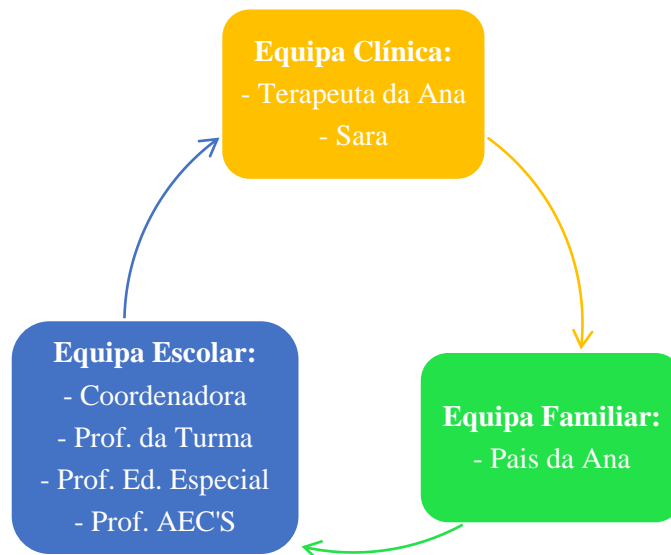 Equipa Clínica:
- Terapeuta da Ana
- Sara
Equipa Escolar:
- Coordenadora
- Prof. da Turma
- Prof. Ed. Especial
- Prof. AEC'S
Equipa Familiar:
- Pais da Ana